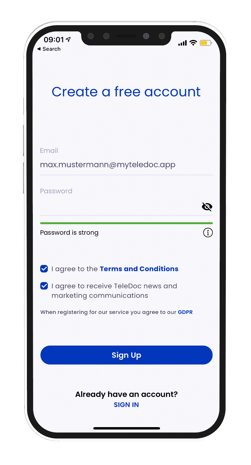 09:01
Search
Create a free account
Email
max.mustermann@myteledoc.app
Password
Password is strong
I agree to the Terms and Conditions
I agree to receive TeleDoc news and
marketing communications
When registering for our service you agree to our GDPR
Sign Up
Already have an account?
SIGN IN